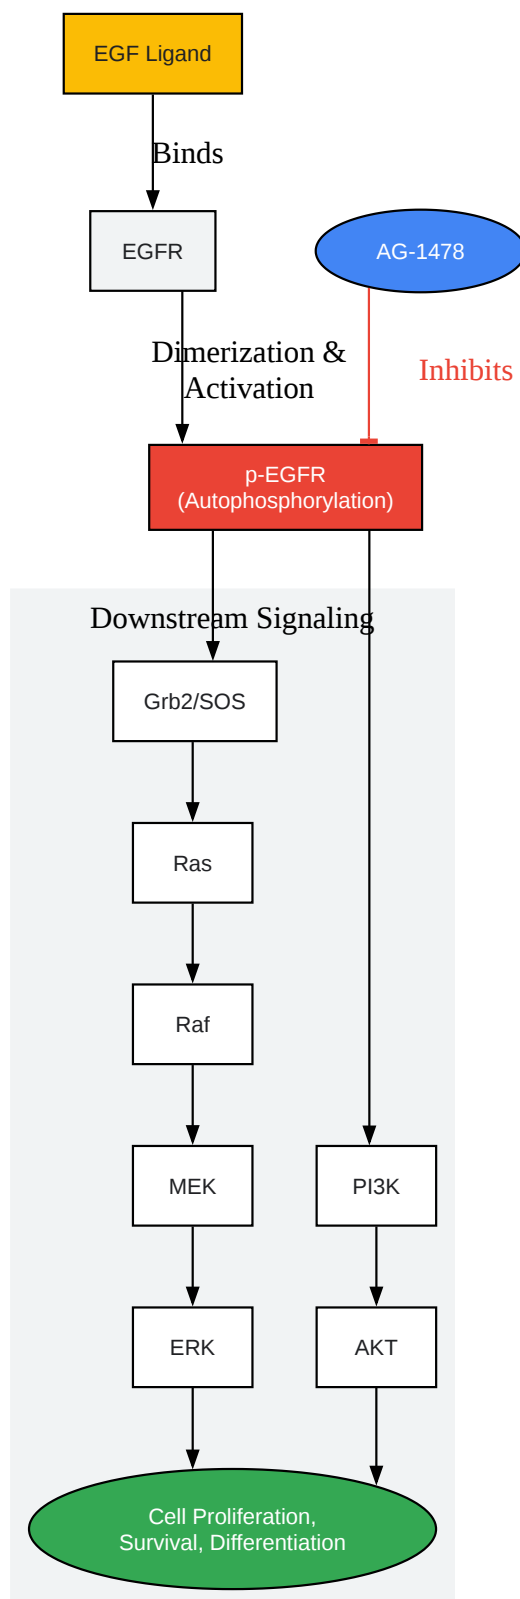 EGF Ligand
Binds
EGFR
AG-1478
Dimerization &
Activation
Inhibits
p-EGFR
(Autophosphorylation)
Downstream Signaling
Grb2/SOS
Ras
Raf
MEK
PI3K
ERK
AKT
Cell Proliferation,
Survival, Differentiation